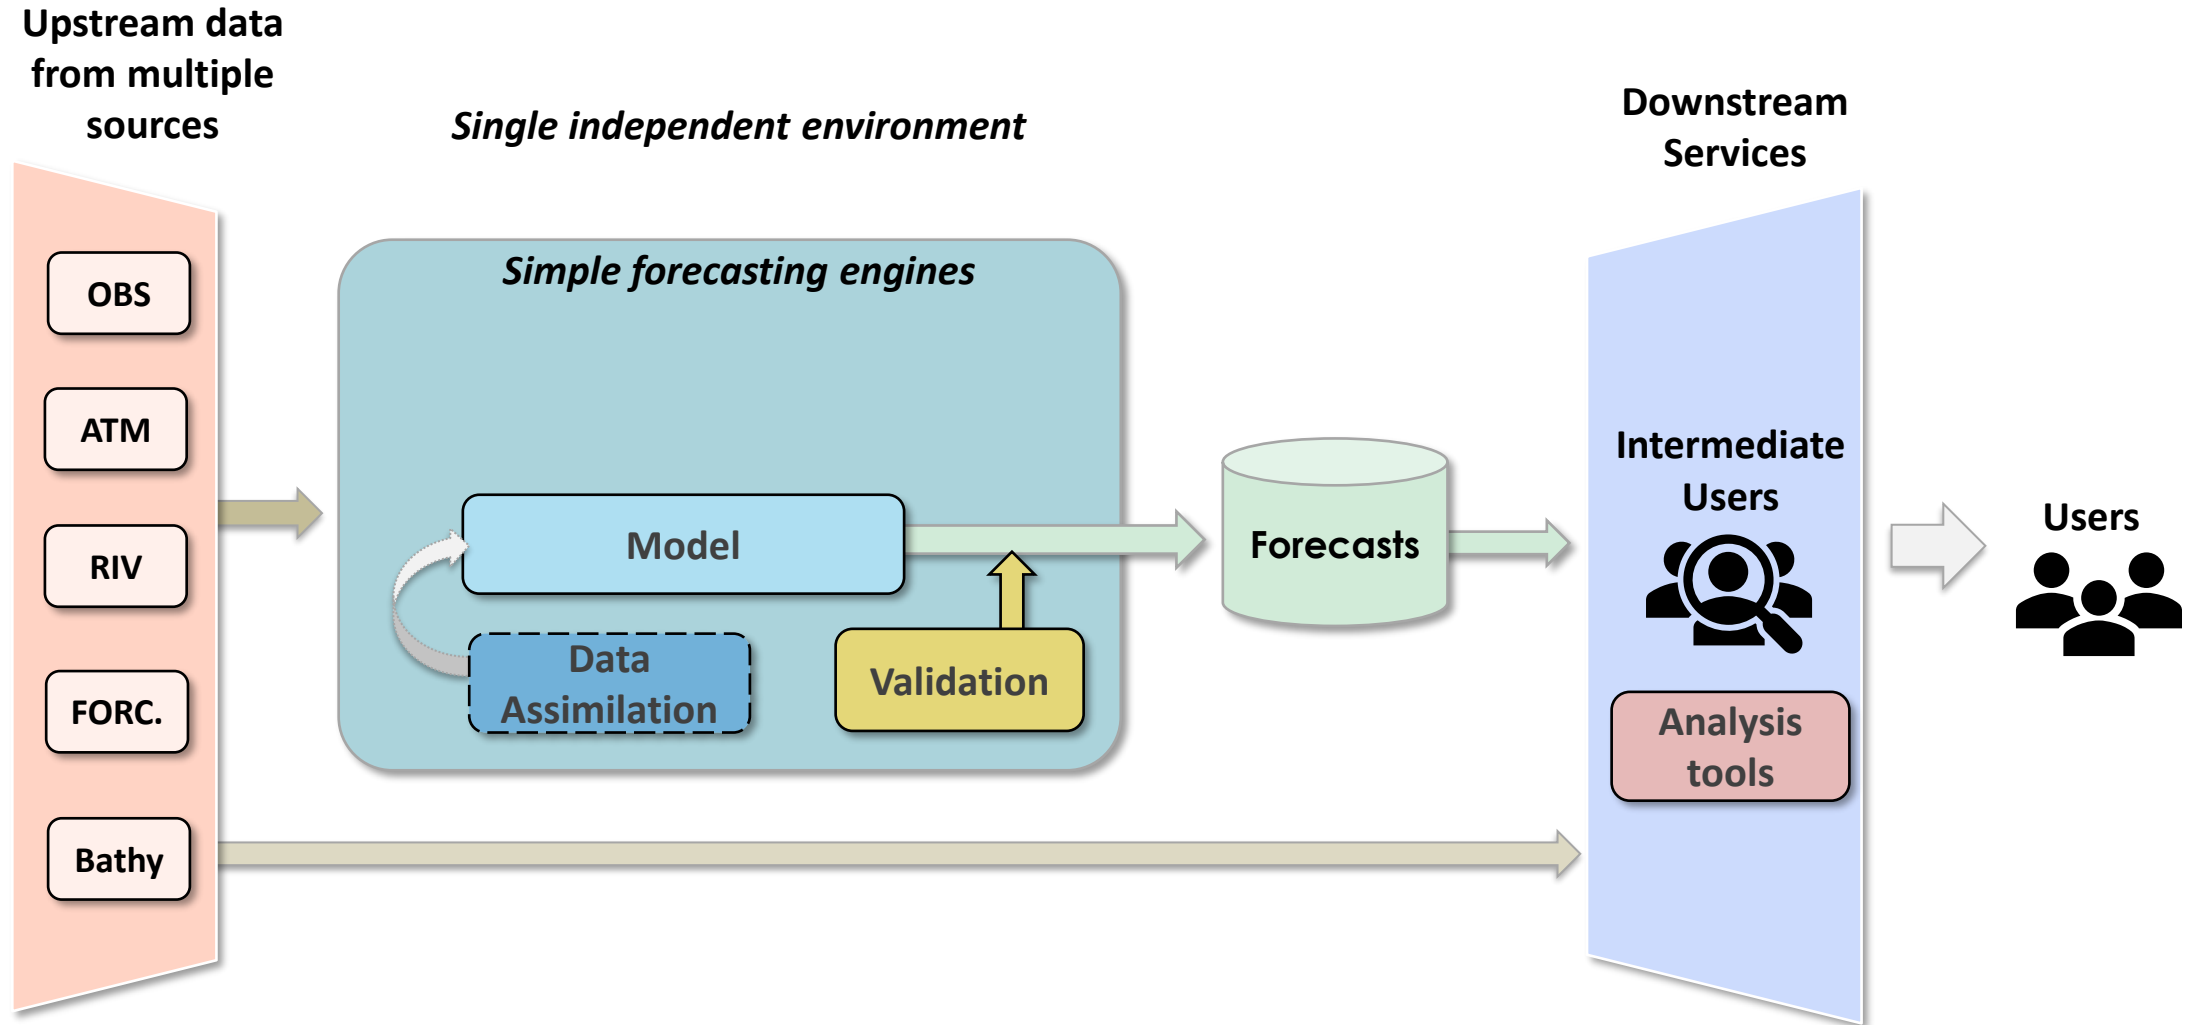 Upstream data
from multiple
sources
Single independent environment
Downstream
Services
OBS
ATM
RIV
FORC.
Bathy
Simple forecasting engines
Model
Data
Assimilation
Validation
Forecasts
Intermediate
Users
Analysis
tools
Users